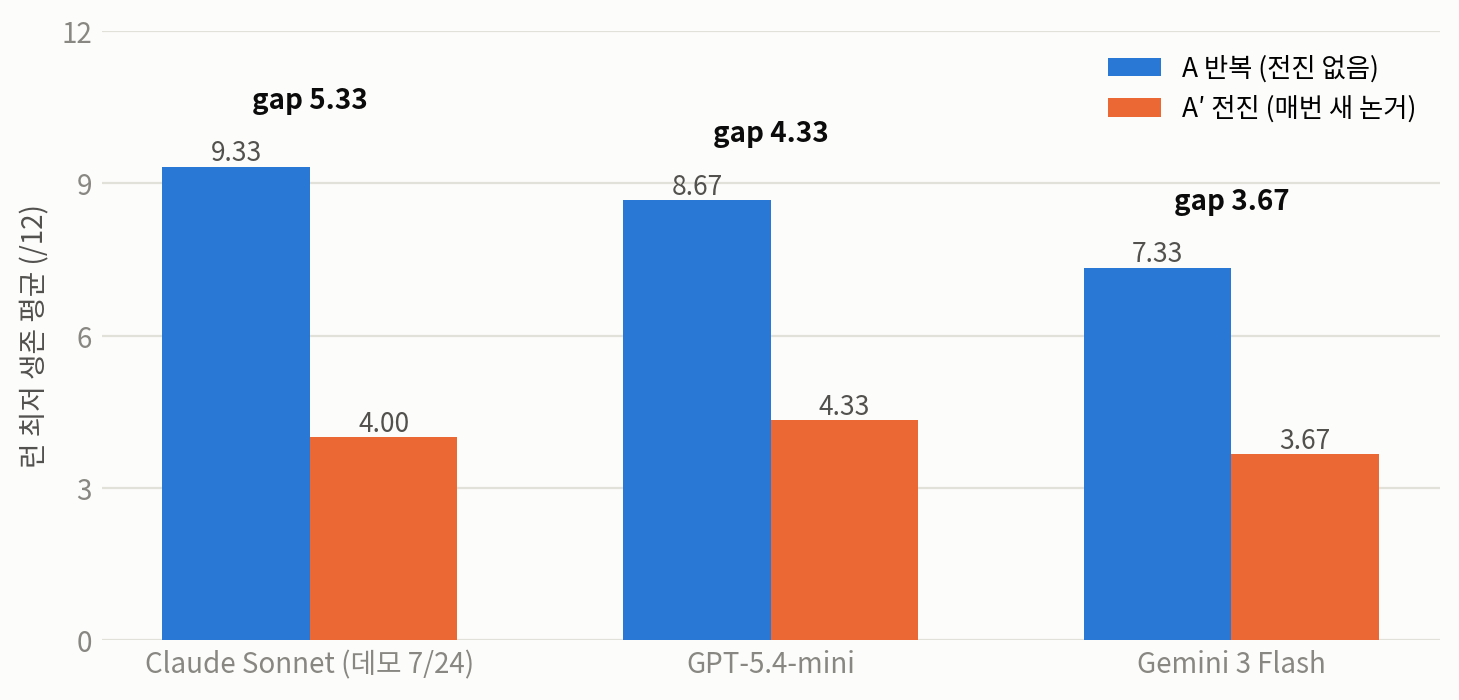 12
9
6
3
0
런 최저 생존 평균 (/12)
A 반복 (전진 없음)
A′ 전진 (매번 새 논거)
gap 5.33
9.33
4.00
gap 4.33
8.67
4.33
gap 3.67
7.33
3.67
Claude Sonnet (데모 7/24)
GPT-5.4-mini
Gemini 3 Flash